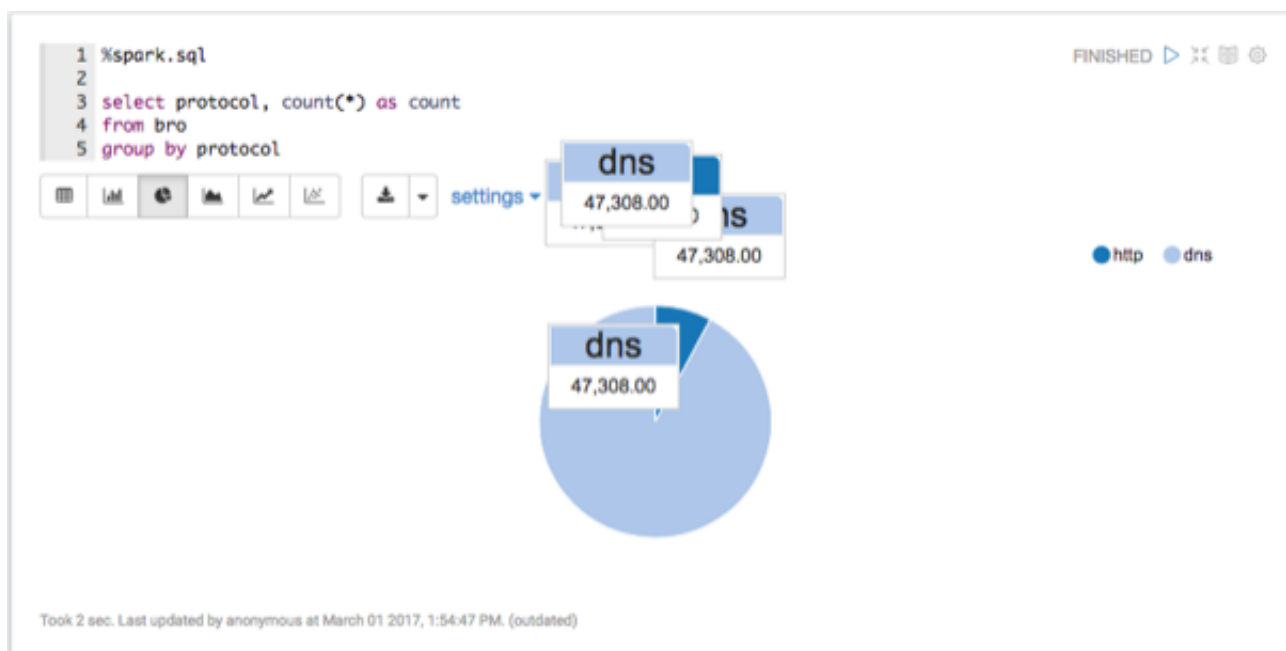 1 %spark.sql
2
3 select protocol, count(*) as count
4 from bro
5 group by protocol
FINISHED
settings
dns
47,308.00
47,308.00
http dns
dns
47,308.00
Took 2 sec. Last updated by anonymous at March 01 2017, 1:54:47 PM. (outdated)